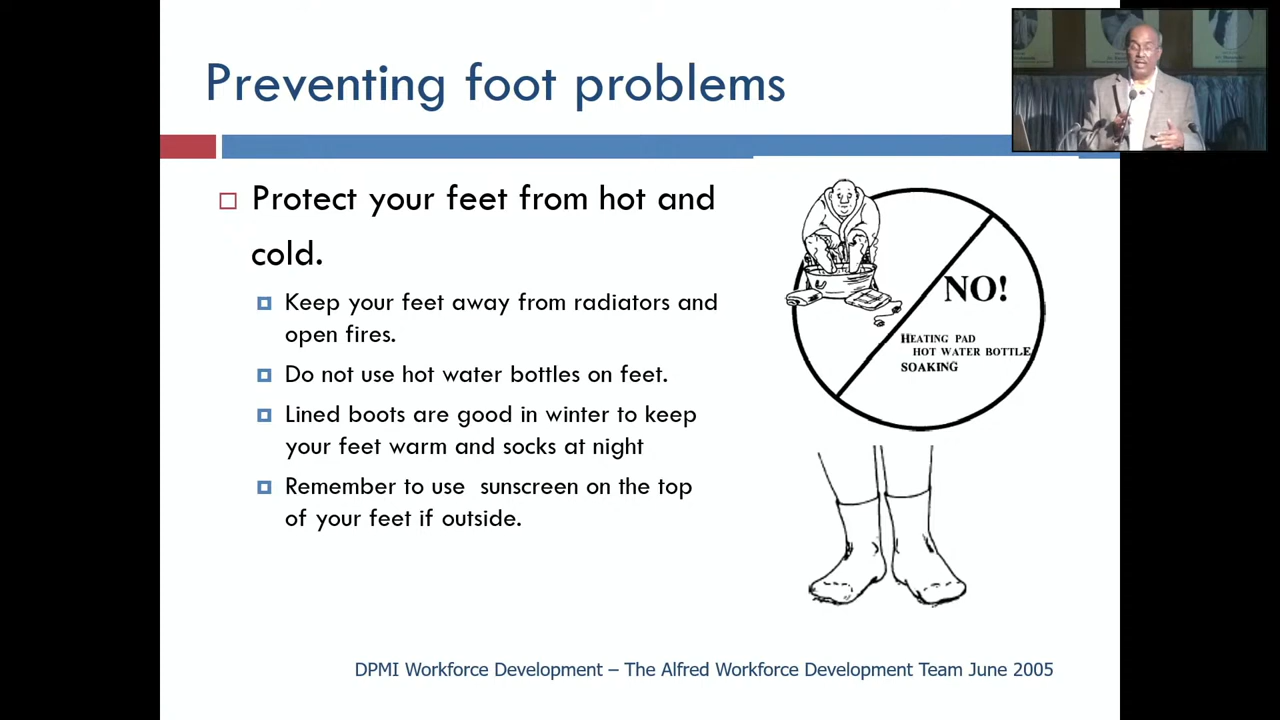 Preventing foot problems
Protect your feet from hot and
cold.
Keep your feet away from radiators and
open fires.
Do not use hot water bottles on feet.
Lined boots are good in winter to keep
your feet warm and socks at night
Remember to use  sunscreen on the top
of your feet if outside.
NO!
HEATING PAD
HOT WATER BOTTLE
SOAKING
DPMI Workforce Development – The Alfred Workforce Development Team June 2005